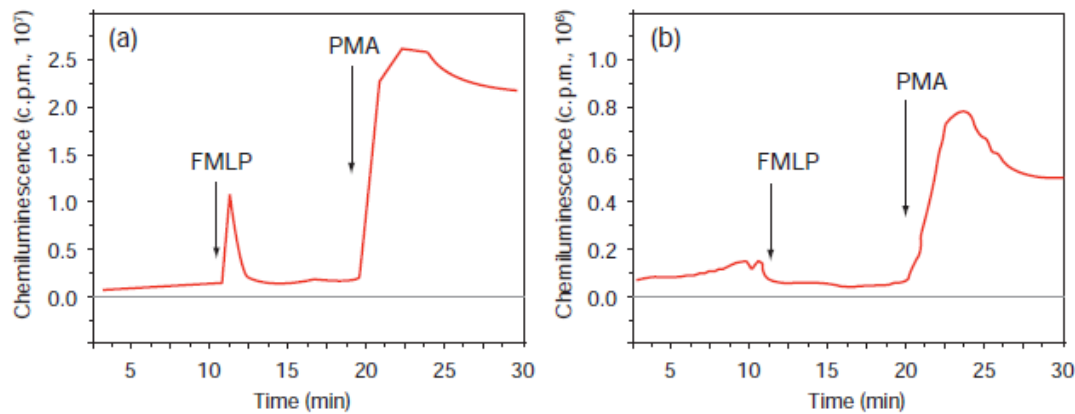 (a)
Chemiluminescence (c.p.m., 10⁷)
2.5
2.0
1.5
1.0
0.5
0.0
FMLP
PMA
5 10 15 20 25 30
Time (min)
(b)
Chemiluminescence (c.p.m., 10⁶)
1.0
0.8
0.6
0.4
0.2
0.0
FMLP
PMA
5 10 15 20 25 30
Time (min)